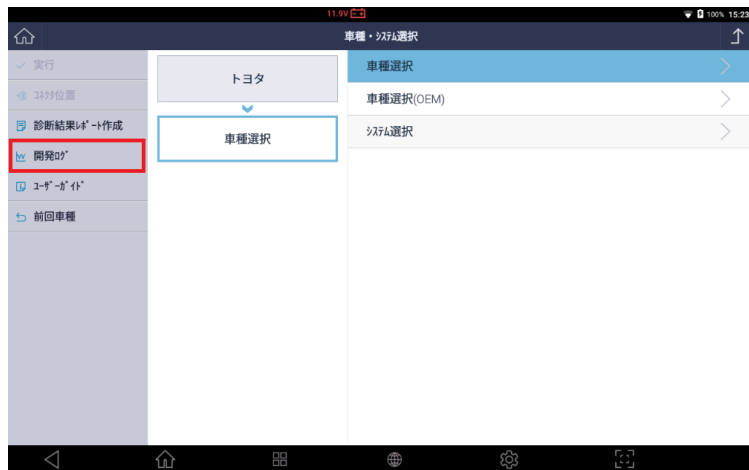 11.9V
100% 15:23
車種・ｼｽﾃﾑ選択
実行
ｺﾈｸﾀ位置
診断結果ﾚﾎﾟｰﾄ作成
開発ﾛｸﾞ
ﾕｰｻﾞｰｶﾞｲﾄﾞ
前回車種
トヨタ
車種選択
車種選択
車種選択(OEM)
ｼｽﾃﾑ選択